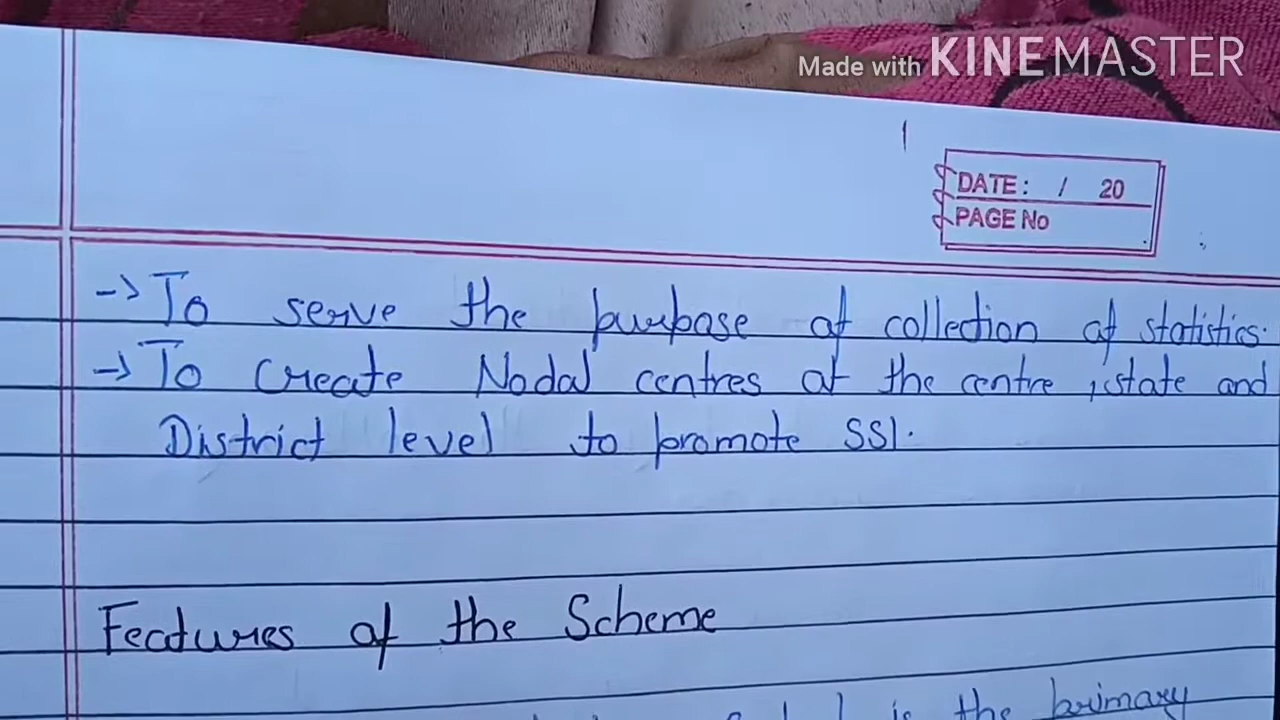 Made with KINEMASTER
DATE: / 20
PAGE No
-> To serve the purpose of collection of statistics.
-> To create Nodal centres at the centre, state and
District level to promote SSI.
Features of the Scheme
is the primary